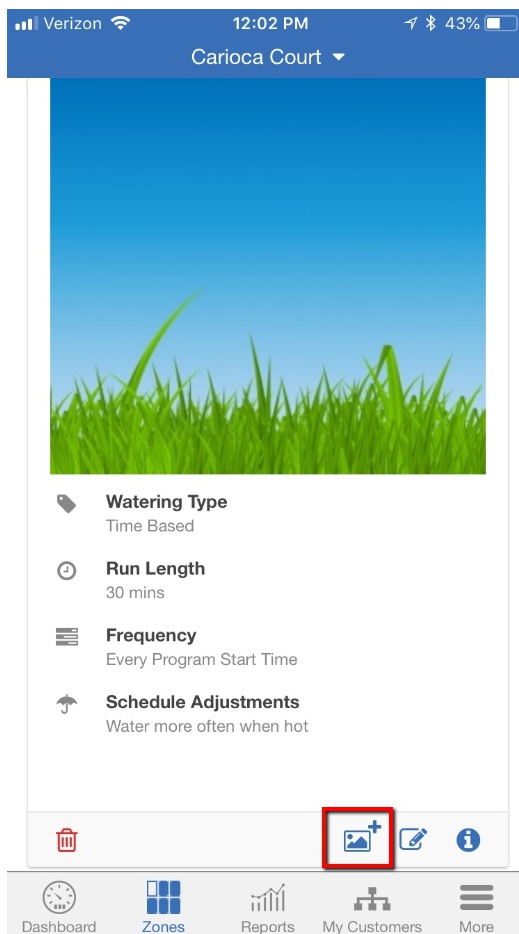 Verizon 12:02 PM 43%
Carioca Court
Watering Type
Time Based
Run Length
30 mins
Frequency
Every Program Start Time
Schedule Adjustments
Water more often when hot
Dashboard Zones Reports My Customers More